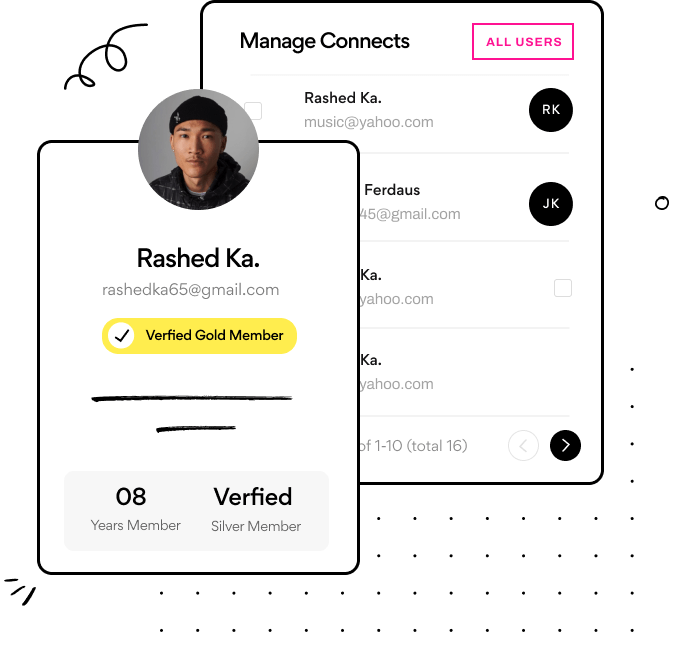 Manage Connects
ALL USERS
Rashed Ka.
music@yahoo.com
RK
Ferdaus
45@gmail.com
JK
Ka.
yahoo.com
Ka.
yahoo.com
of 1-10 (total 16)
Rashed Ka.
rashedka65@gmail.com
Verfied Gold Member
08
Years Member
Verfied
Silver Member